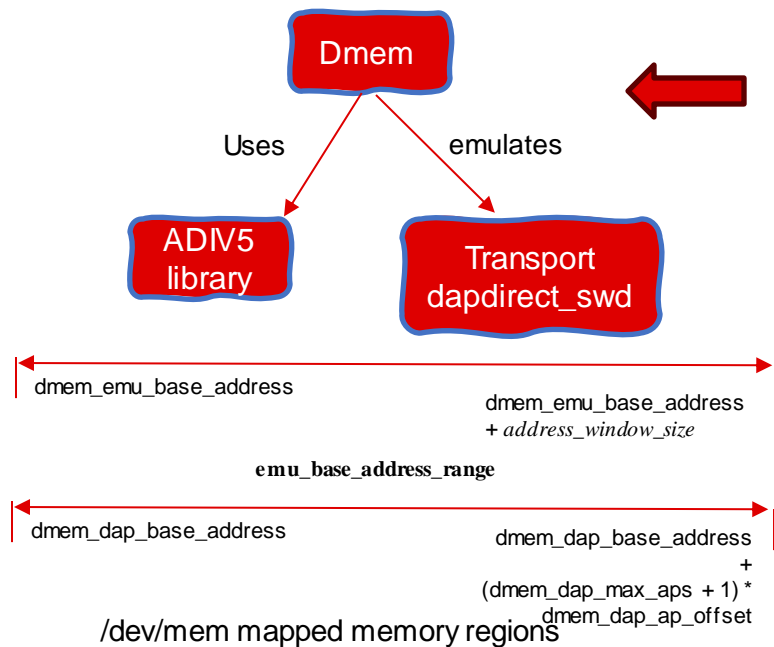 Dmem
Uses
emulates
ADIV5
library
Transport
dapdirect_swd
dmem_emu_base_address
dmem_emu_base_address
+ address_window_size
emu_base_address_range
dmem_dap_base_address
dmem_dap_base_address
+
(dmem_dap_max_aps + 1) *
dmem_dap_ap_offset
/dev/mem mapped memory regions